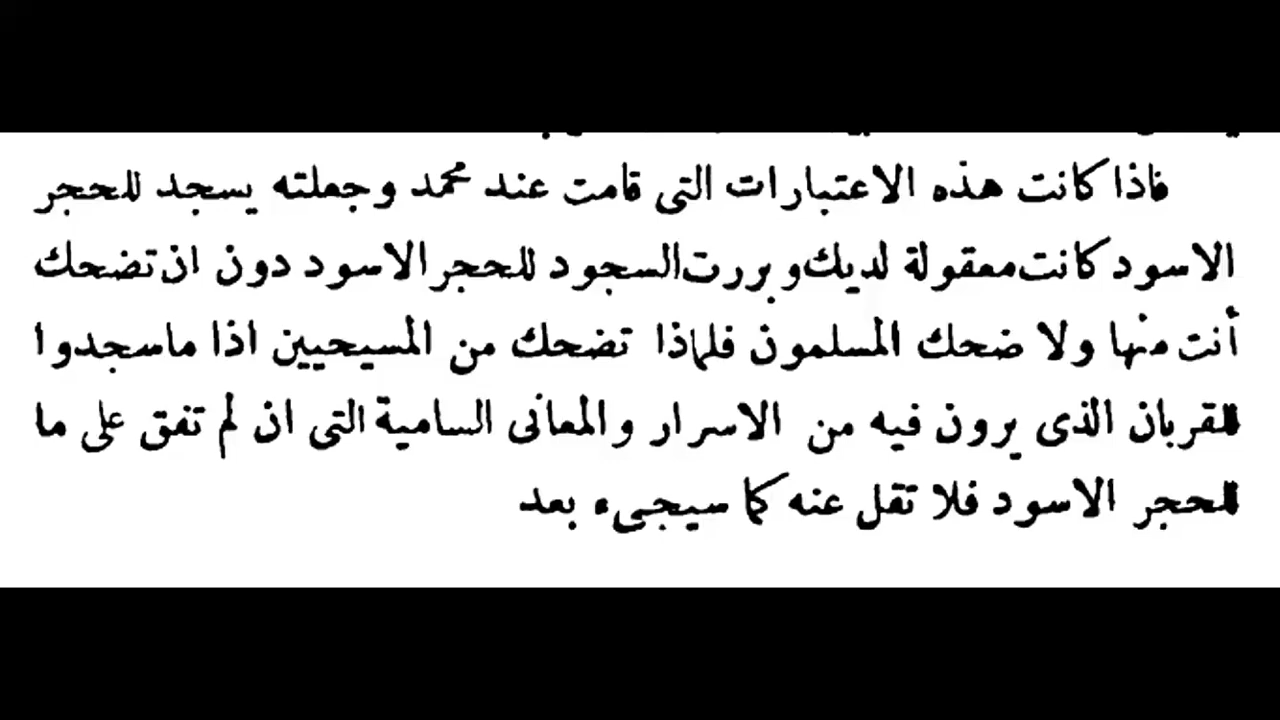 فاذا كانت هذه الاعتبارات التى قامت عند محمد وجعلته يسجد للحجر
الاسود كانت معقولة لديك وبررت السجود للحجر الاسود دون ان تضحك
أنت منها ولا ضحك المسلمون فلماذا تضحك من المسيحيين اذا ماسجدوا
للقربان الذى يرون فيه من الاسرار والمعانى السامية التى ان لم تفق على ما
للحجر الاسود فلا تقل عنه كما سيجىء بعد